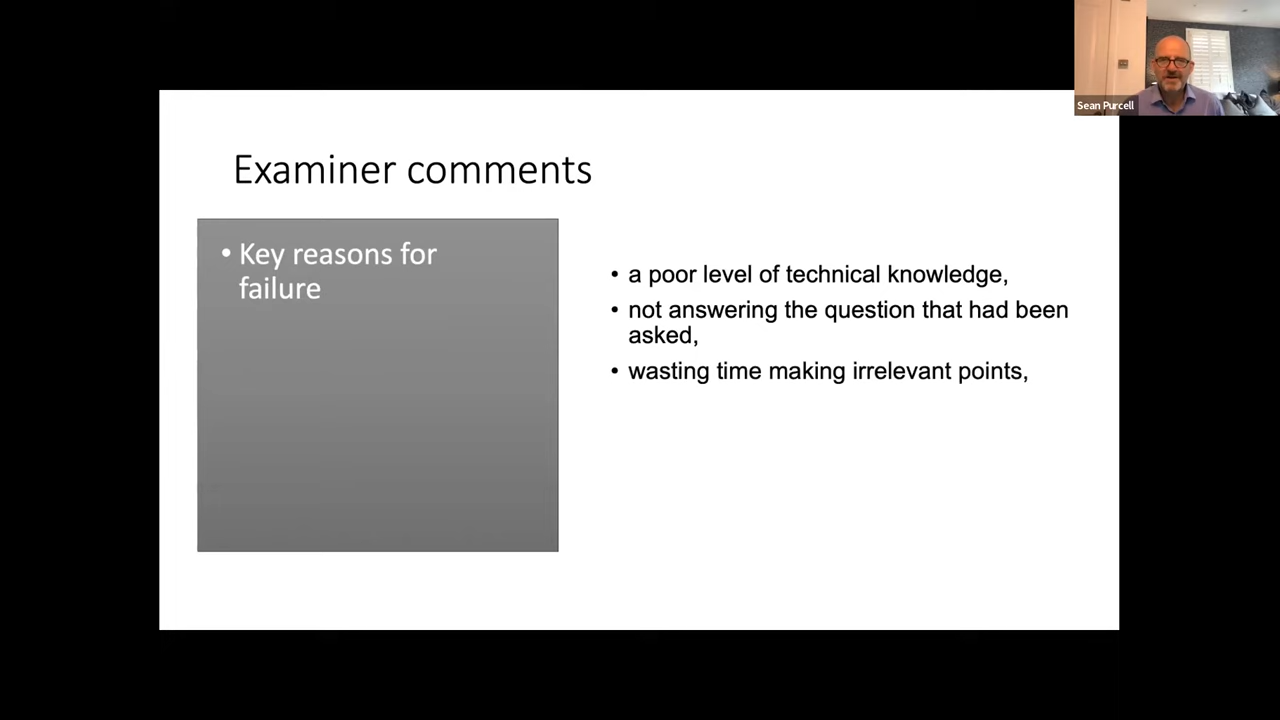 Sean Purcell
Examiner comments
• Key reasons for
failure
• a poor level of technical knowledge,
• not answering the question that had been
asked,
• wasting time making irrelevant points,